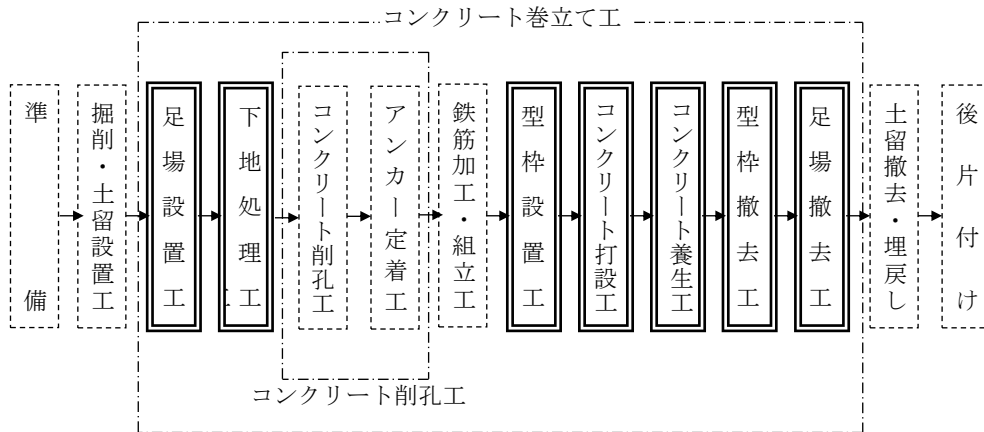 コンクリート巻立て工
準備
掘削・土留設置工
足場設置工
下地処理工
コンクリート削孔工
アンカー定着工
鉄筋加工・組立工
型枠設置工
コンクリート打設工
コンクリート養生工
型枠撤去工
足場撤去工
土留撤去・埋戻し
後片付け
コンクリート削孔工